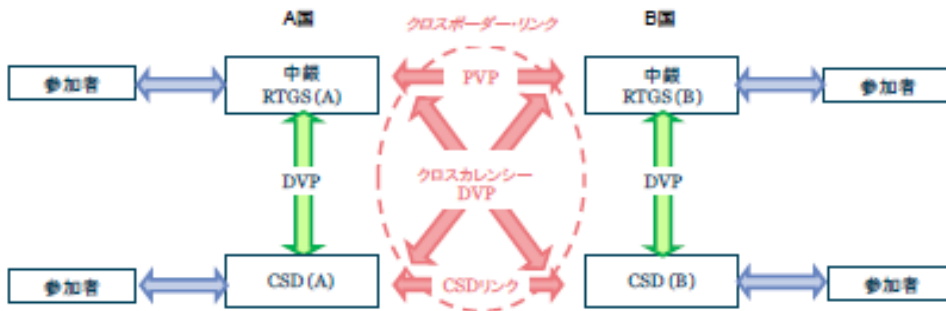 A国
クロスボーダー・リンク
B国
参加者
中銀
RTGS(A)
PVP
中銀
RTGS(B)
参加者
DVP
クロスカレンシー
DVP
DVP
参加者
CSD(A)
CSDリンク
CSD(B)
参加者